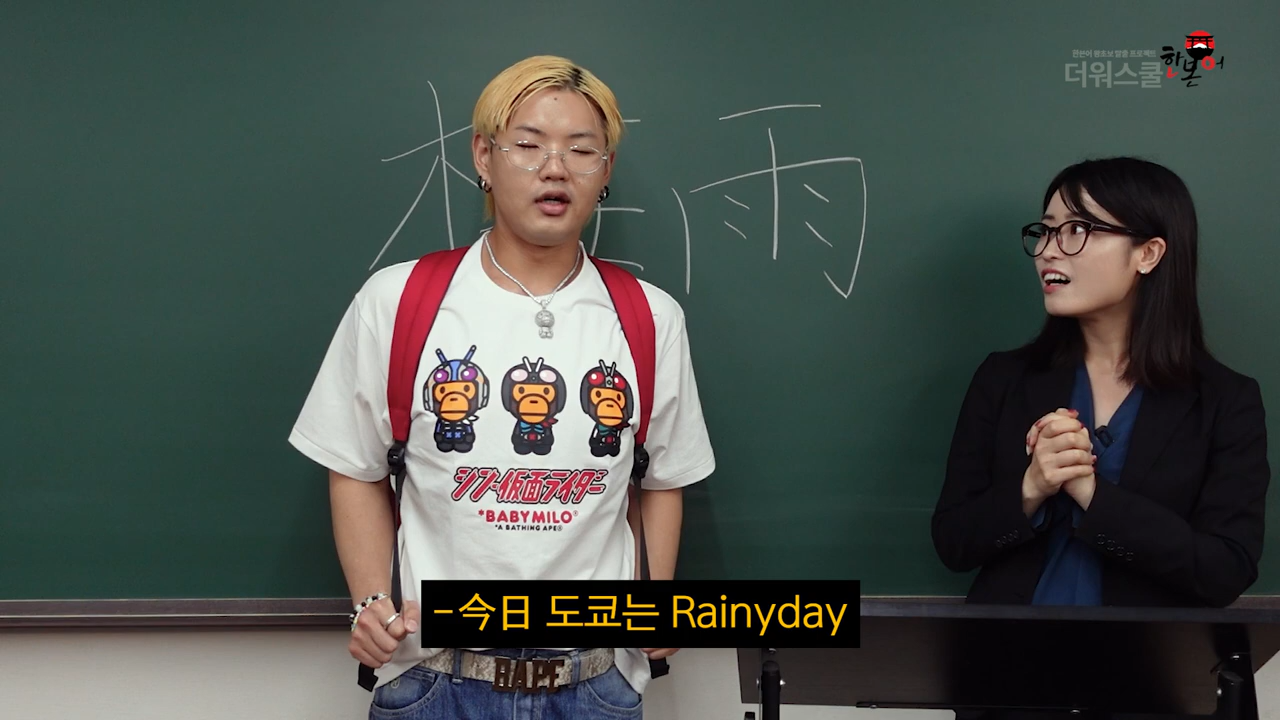 더워스쿨 한본어
雨
シン・仮面ライダー
*BABY MILO®
*A BATHING APE®
-今日 도쿄는 Rainyday
BAPE